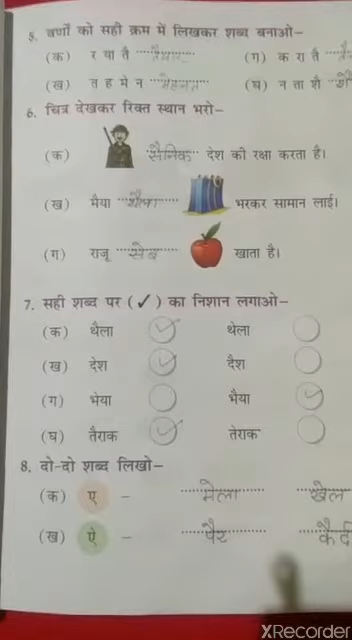 5. वर्णों को सही क्रम में लिखकर शब्द बनाओ-
(क) र या तै तैयार (ग) क रा तै
(ख) त ह मे न मेहनत (घ) न ता शै
6. चित्र देखकर रिक्त स्थान भरो-
(क) सैनिक देश की रक्षा करता है।
(ख) भैया थैला भरकर सामान लाई।
(ग) राजू सेब खाता है।
7. सही शब्द पर (✓) का निशान लगाओ-
(क) थैला ✓ थेला
(ख) देश ✓ दैश
(ग) भेया भैया ✓
(घ) तैराक ✓ तेराक
8. दो-दो शब्द लिखो-
(क) ए - मेला खेल
(ख) ऐ - पैर कैदी
XRecorder